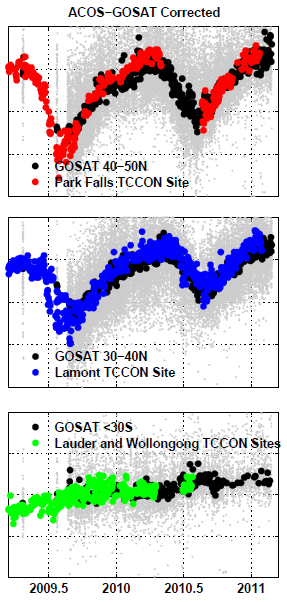 ACOS−GOSAT Corrected
GOSAT 40−50N
Park Falls TCCON Site
GOSAT 30−40N
Lamont TCCON Site
GOSAT <30S
Lauder and Wollongong TCCON Sites
2009.5 2010 2010.5 2011